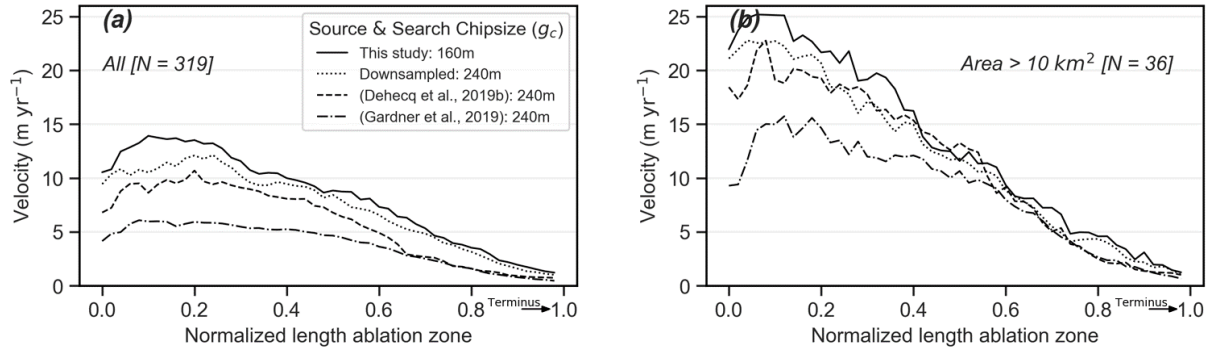 (a)
All [N = 319]
Source & Search Chipsize (g_c)
This study: 160m
Downsampled: 240m
(Dehecq et al., 2019b): 240m
(Gardner et al., 2019): 240m
Velocity (m yr⁻¹)
25
20
15
10
5
0
0.0 0.2 0.4 0.6 0.8 1.0
Terminus
Normalized length ablation zone
(b)
Area > 10 km² [N = 36]
Velocity (m yr⁻¹)
25
20
15
10
5
0
0.0 0.2 0.4 0.6 0.8 1.0
Terminus
Normalized length ablation zone